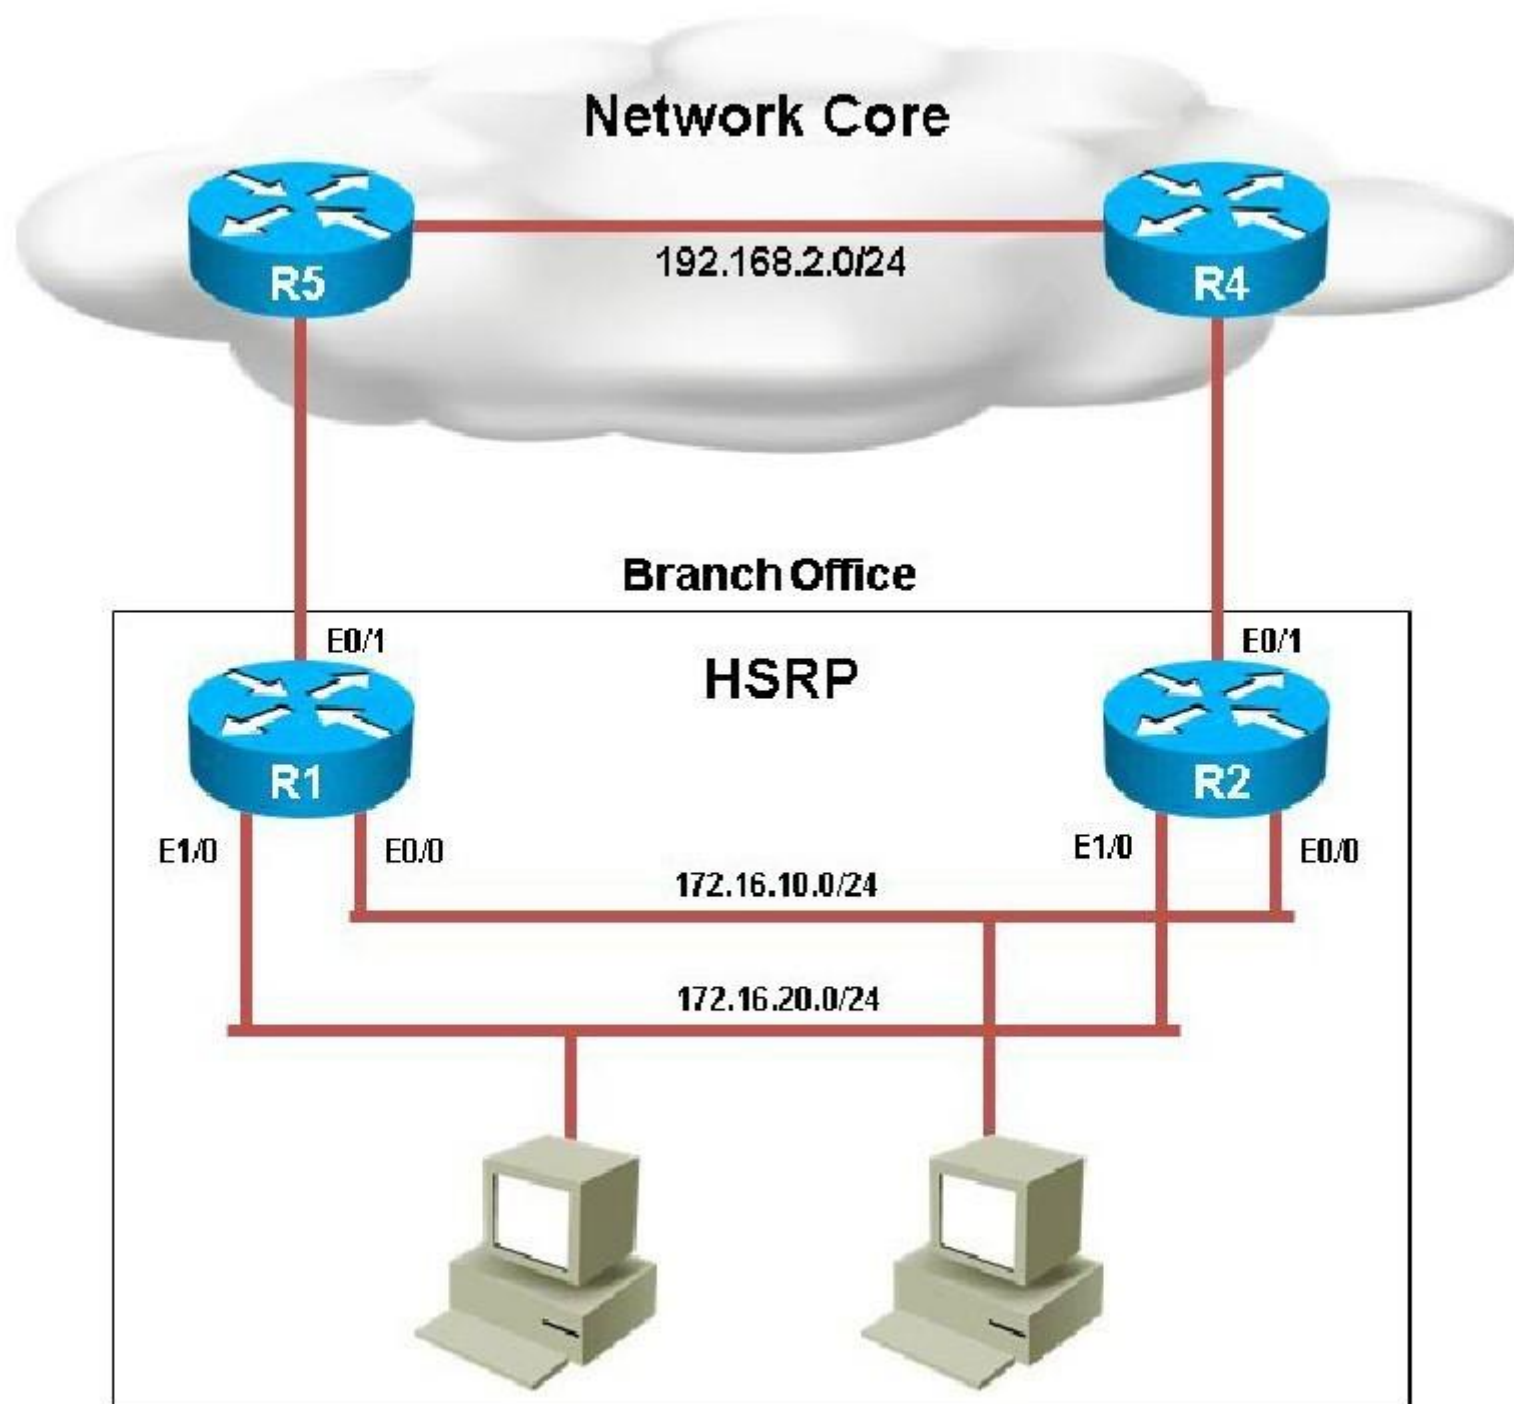 Network Core
R5
192.168.2.0/24
R4
Branch Office
E0/1
HSRP
E0/1
R1
R2
E1/0
E0/0
E1/0
E0/0
172.16.10.0/24
172.16.20.0/24